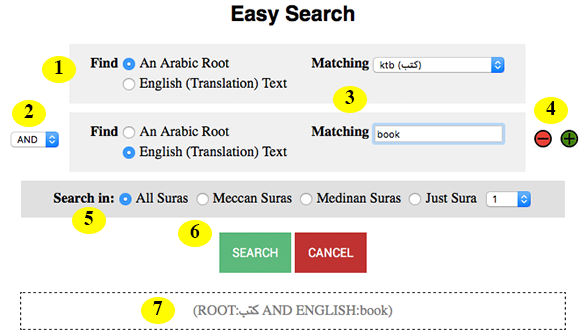 Easy Search
1 Find An Arabic Root Matching ktb (كتب)
English (Translation) Text
2 3 4
AND Find An Arabic Root Matching book
English (Translation) Text
Search in: All Suras Meccan Suras Medinan Suras Just Sura 1
5
6
SEARCH CANCEL
7 (ROOT:كتب AND ENGLISH:book)